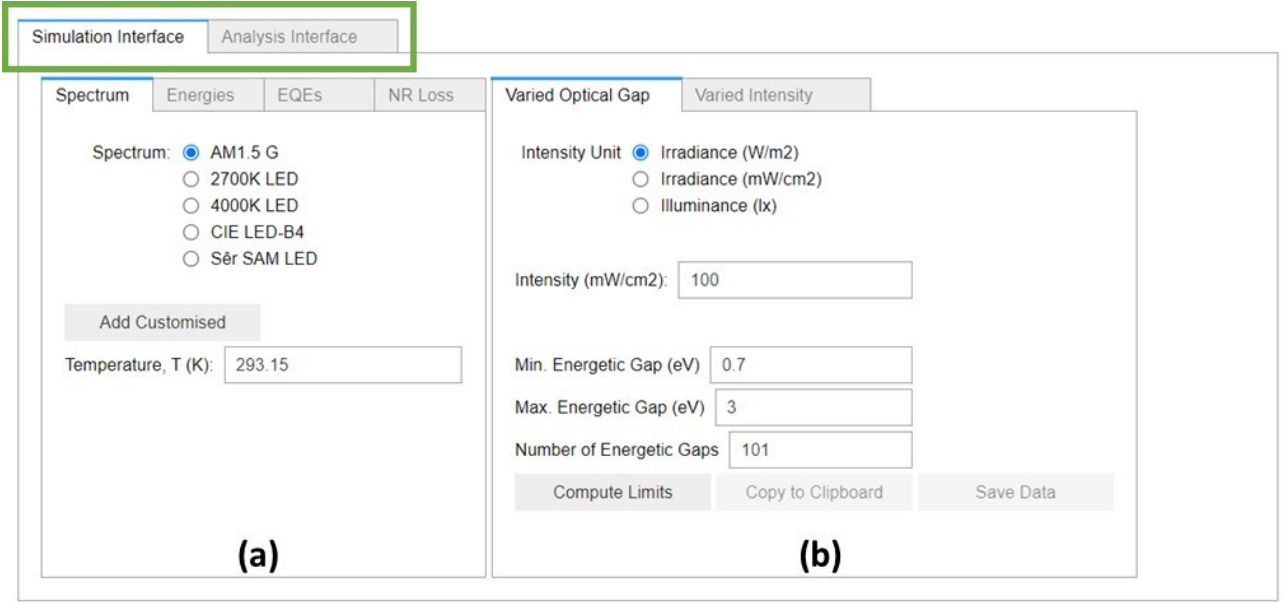 Simulation Interface Analysis Interface
Spectrum Energies EQEs NR Loss
Spectrum: AM1.5 G
2700K LED
4000K LED
CIE LED-B4
Sêr SAM LED
Add Customised
Temperature, T (K): 293.15
(a)
Varied Optical Gap Varied Intensity
Intensity Unit Irradiance (W/m2)
Irradiance (mW/cm2)
Illuminance (lx)
Intensity (mW/cm2): 100
Min. Energetic Gap (eV) 0.7
Max. Energetic Gap (eV) 3
Number of Energetic Gaps 101
Compute Limits Copy to Clipboard Save Data
(b)